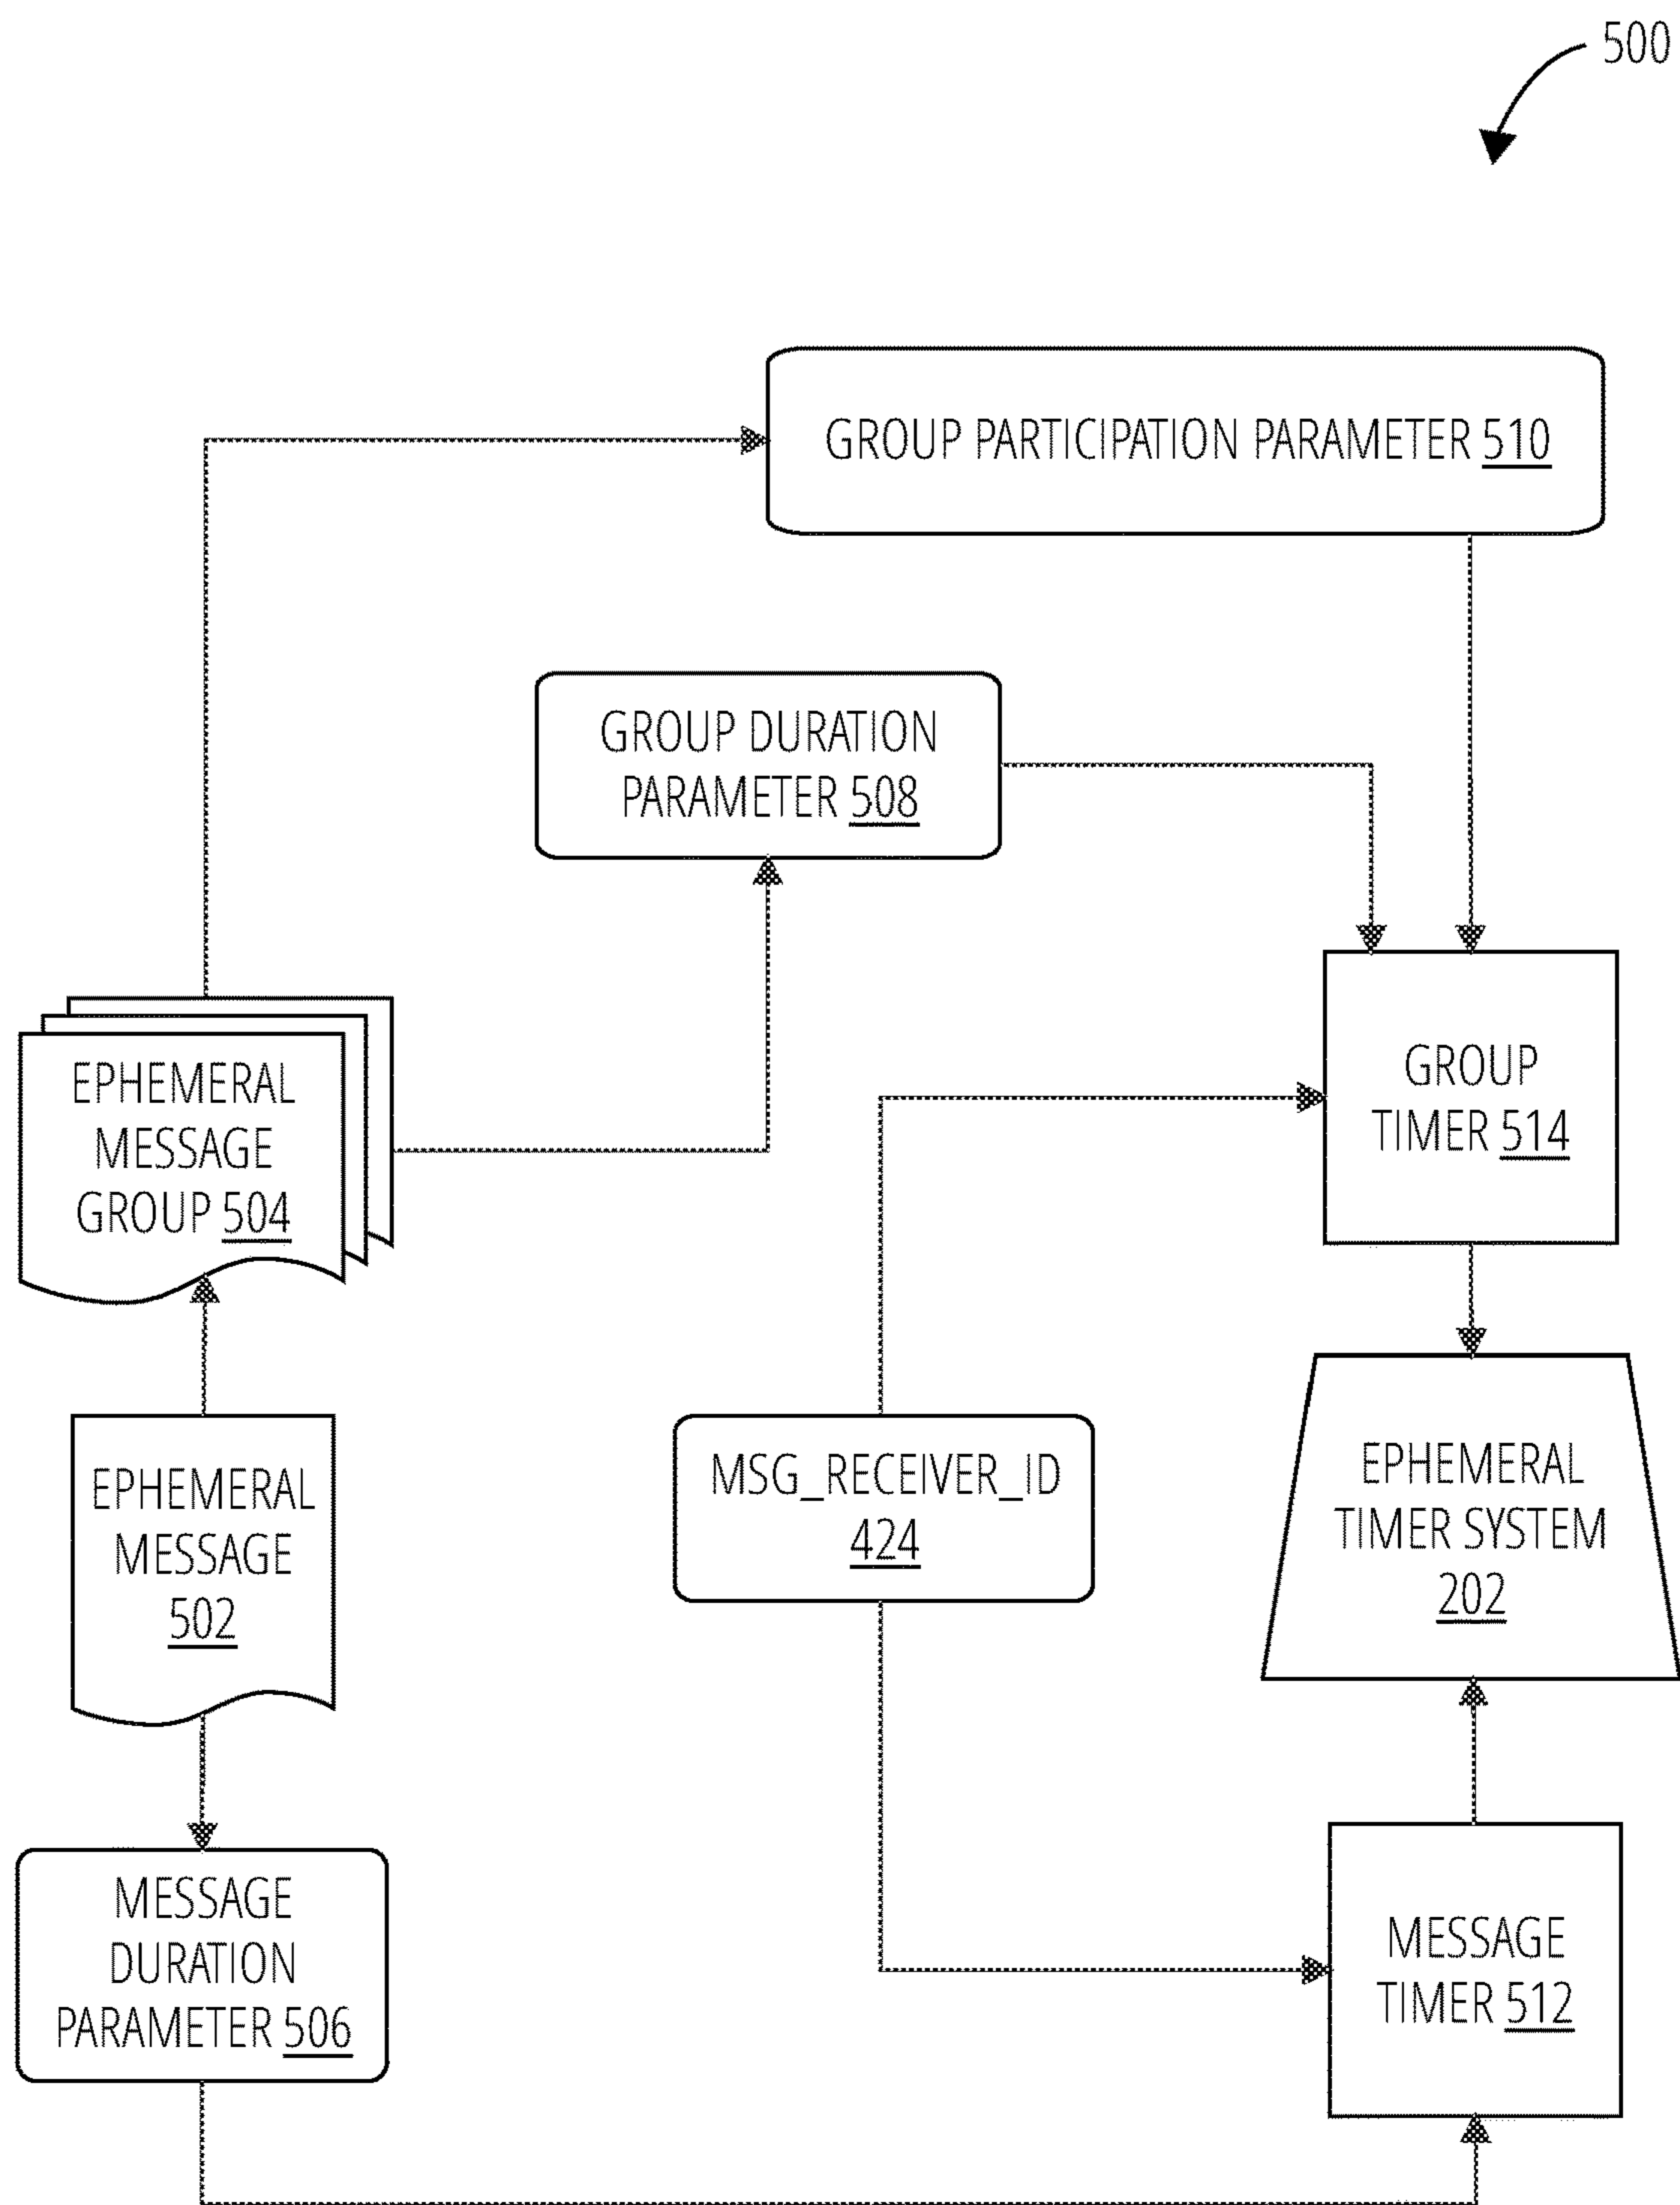 500
GROUP PARTICIPATION PARAMETER 510
GROUP DURATION
PARAMETER 508
EPHEMERAL
MESSAGE
GROUP 504
GROUP
TIMER 514
EPHEMERAL
MESSAGE
502
MSG_RECEIVER_ID
424
EPHEMERAL
TIMER SYSTEM
202
MESSAGE
DURATION
PARAMETER 506
MESSAGE
TIMER 512